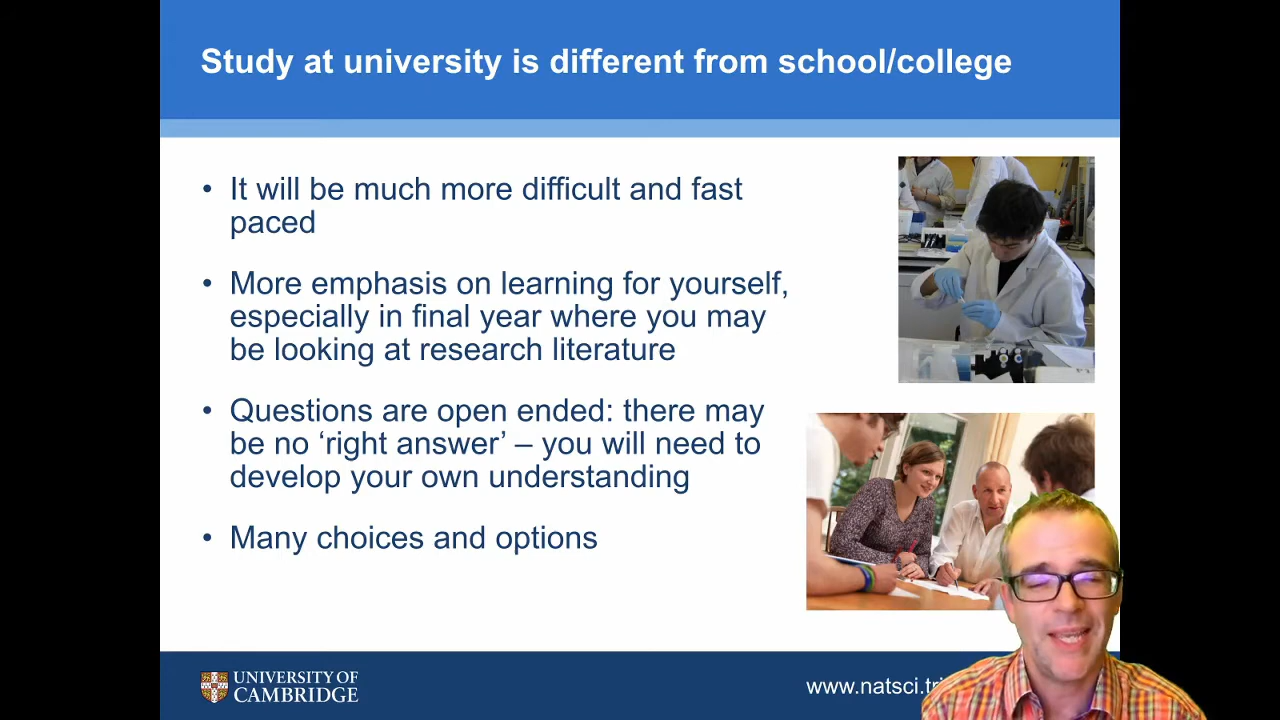 Study at university is different from school/college
• It will be much more difficult and fast
paced
• More emphasis on learning for yourself,
especially in final year where you may
be looking at research literature
• Questions are open ended: there may
be no ‘right answer’ – you will need to
develop your own understanding
• Many choices and options
UNIVERSITY OF
CAMBRIDGE
www.natsci.tri